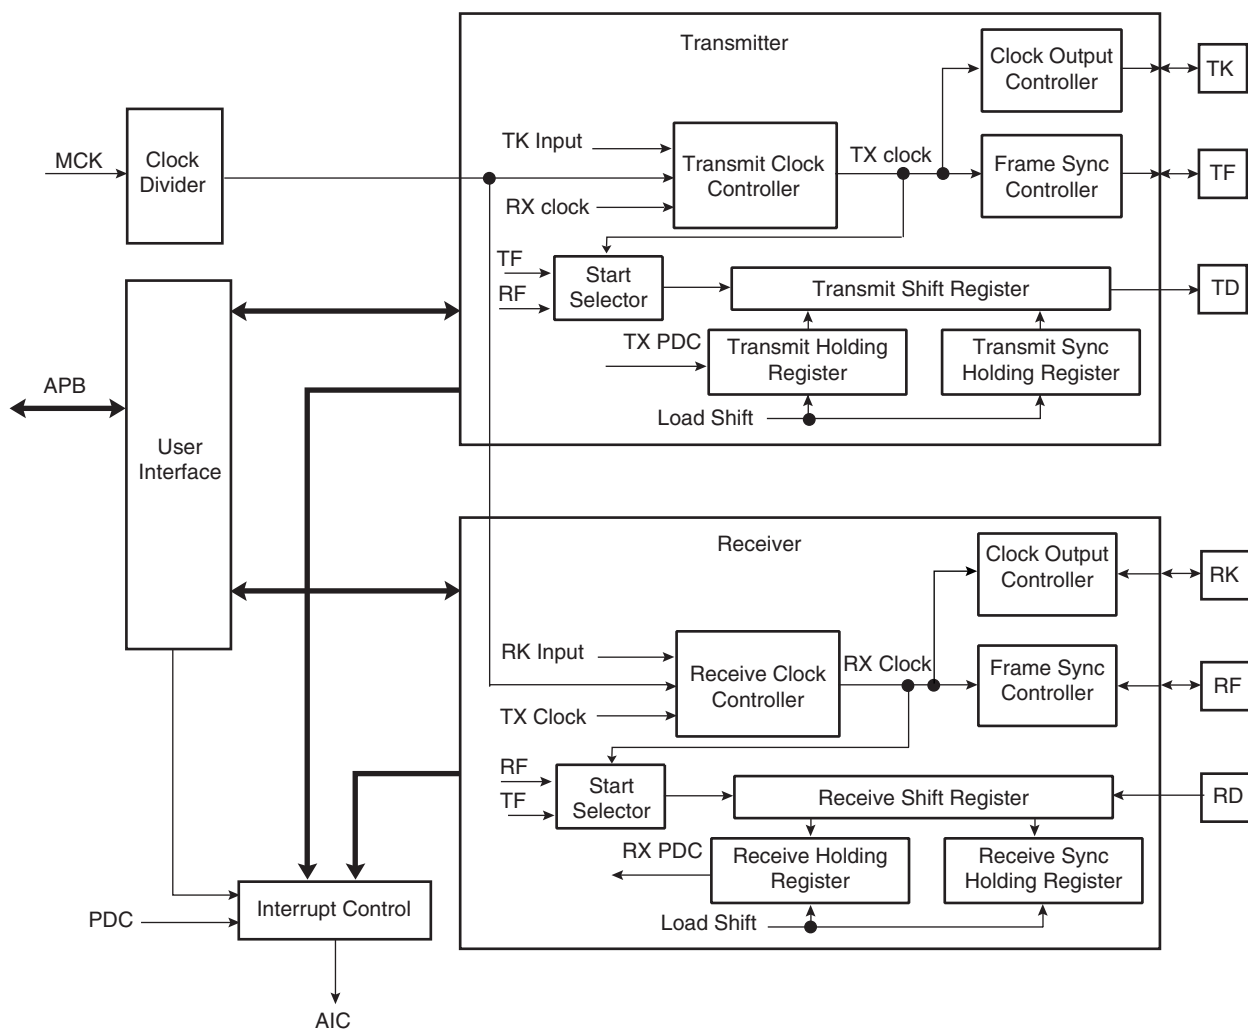 Transmitter
Clock Output
Controller
TK
MCK
Clock
Divider
TK Input
Transmit Clock
Controller
TX clock
Frame Sync
Controller
TF
RX clock
TF
RF
Start
Selector
Transmit Shift Register
TD
TX PDC
Transmit Holding
Register
Transmit Sync
Holding Register
APB
Load Shift
User
Interface
Receiver
Clock Output
Controller
RK
RK Input
Receive Clock
Controller
RX Clock
Frame Sync
Controller
RF
TX Clock
RF
TF
Start
Selector
Receive Shift Register
RD
RX PDC
Receive Holding
Register
Receive Sync
Holding Register
Interrupt Control
PDC
Load Shift
AIC